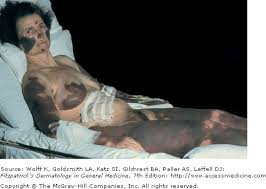 Source: Wolff K, Goldsmith LA, Katz SI, Gilchrest BA, Paller AS, Leffell DJ:
Fitzpatrick's Dermatology in General Medicine, 7th Edition: http://www.accessmedicine.com
Copyright © The McGraw-Hill Companies, Inc. All rights reserved.